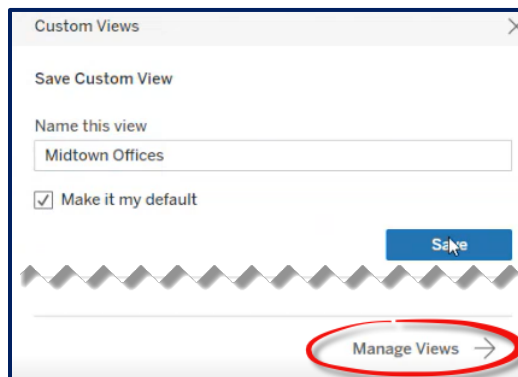 Custom Views
Save Custom View
Name this view
Midtown Offices
Make it my default
Save
Manage Views